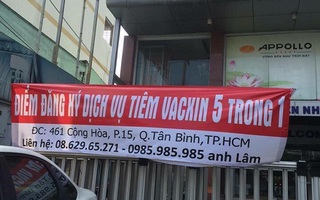 APPOLLO
ĐIỂM ĐĂNG KÝ DỊCH VỤ TIÊM VACXIN 5 TRONG 1
ĐC: 461 Cộng Hòa, P.15, Q.Tân Bình,TP.HCM
Liên hệ: 08.629.65.271 - 0985.985.985 anh Lâm